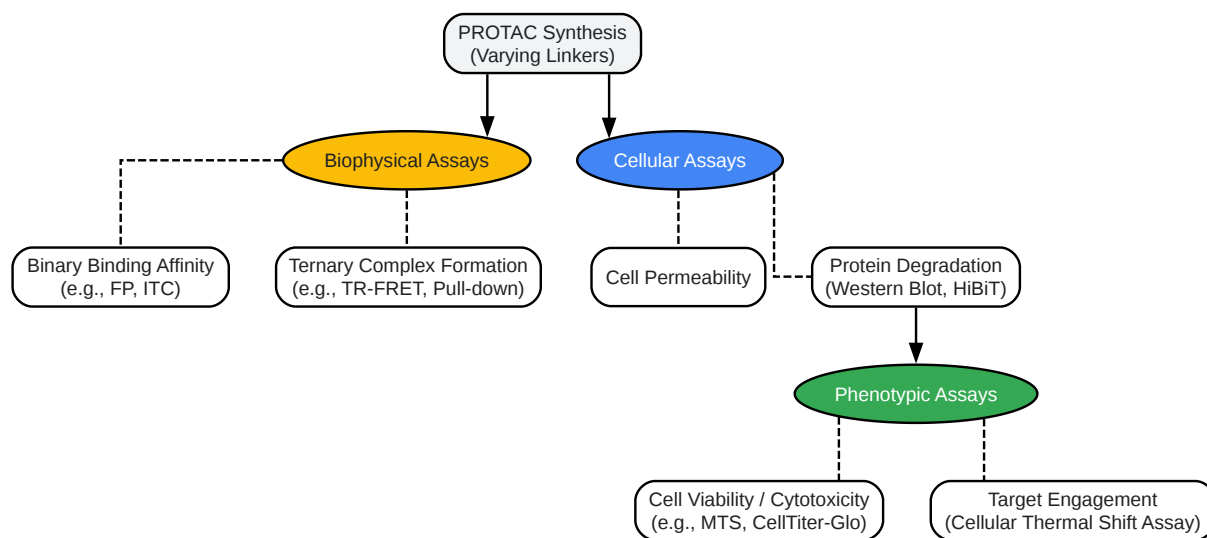 PROTAC Synthesis
(Varying Linkers)
Biophysical Assays
Cellular Assays
Binary Binding Affinity
(e.g., FP, ITC)
Ternary Complex Formation
(e.g., TR-FRET, Pull-down)
Cell Permeability
Protein Degradation
(Western Blot, HiBiT)
Phenotypic Assays
Cell Viability / Cytotoxicity
(e.g., MTS, CellTiter-Glo)
Target Engagement
(Cellular Thermal Shift Assay)